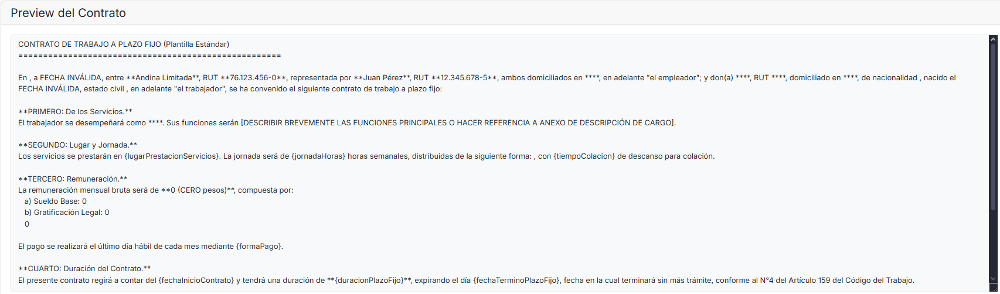 Preview del Contrato
CONTRATO DE TRABAJO A PLAZO FIJO (Plantilla Estándar)
=====================================================
En , a FECHA INVÁLIDA, entre **Andina Limitada**, RUT **76.123.456-0**, representada por **Juan Pérez**, RUT **12.345.678-5**, ambos domiciliados en ****, en adelante "el empleador"; y don(a) ****, RUT ****, domiciliado en ****, de nacionalidad , nacido el
FECHA INVÁLIDA, estado civil , en adelante "el trabajador", se ha convenido el siguiente contrato de trabajo a plazo fijo:
**PRIMERO: De los Servicios.**
El trabajador se desempeñará como ****. Sus funciones serán [DESCRIBIR BREVEMENTE LAS FUNCIONES PRINCIPALES O HACER REFERENCIA A ANEXO DE DESCRIPCIÓN DE CARGO].
**SEGUNDO: Lugar y Jornada.**
Los servicios se prestarán en {lugarPrestacionServicios}. La jornada será de {jornadaHoras} horas semanales, distribuidas de la siguiente forma: , con {tiempoColacion} de descanso para colación.
**TERCERO: Remuneración.**
La remuneración mensual bruta será de **0 (CERO pesos)**, compuesta por:
a) Sueldo Base: 0
b) Gratificación Legal: 0
0
El pago se realizará el último día hábil de cada mes mediante {formaPago}.
**CUARTO: Duración del Contrato.**
El presente contrato regirá a contar del {fechaInicioContrato} y tendrá una duración de **{duracionPlazoFijo}**, expirando el día {fechaTerminoPlazoFijo}, fecha en la cual terminará sin más trámite, conforme al N°4 del Artículo 159 del Código del Trabajo.